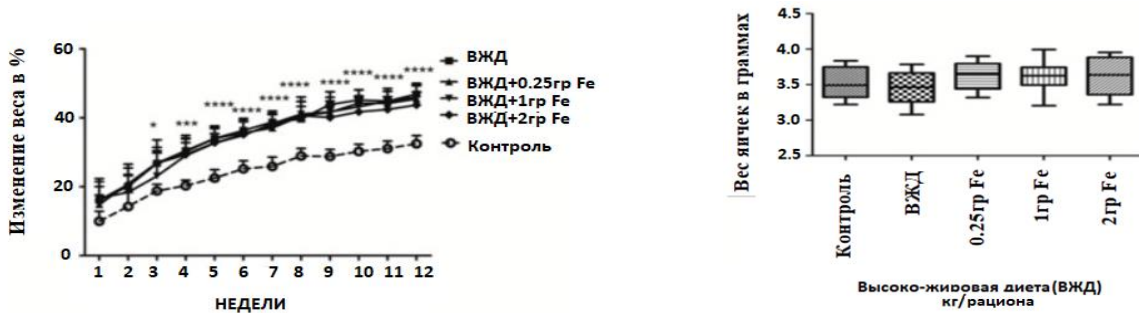 Изменение веса в %
60
40
20
0
* *** **** **** **** **** **** **** **** ****
1 2 3 4 5 6 7 8 9 10 11 12
НЕДЕЛИ
ВЖД
ВЖД+0.25гр Fe
ВЖД+1гр Fe
ВЖД+2гр Fe
Контроль
Вес яичек в граммах
4.0
3.5
3.0
2.5
Контроль
ВЖД
0.25гр Fe
1гр Fe
2гр Fe
Высоко-жировая диета(ВЖД)
кг/рациона